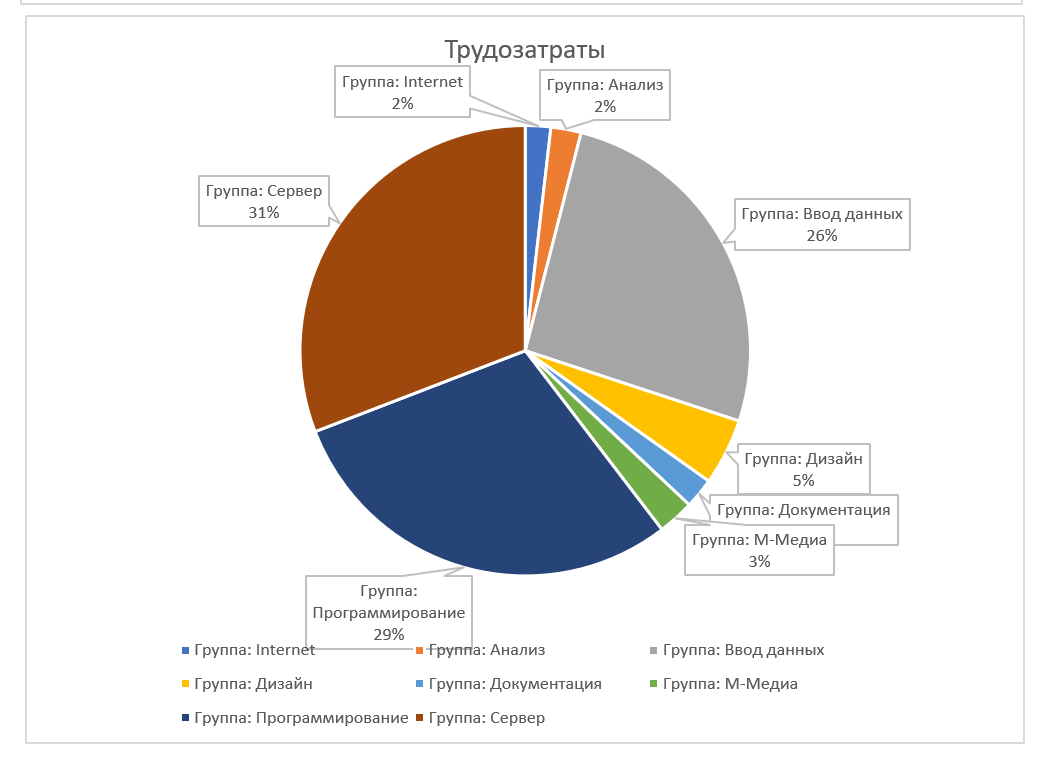 Трудозатраты
Группа: Internet
2%
Группа: Анализ
2%
Группа: Сервер
31%
Группа: Ввод данных
26%
Группа: Дизайн
5%
Группа: Документация
Группа: М-Медиа
3%
Группа:
Программирование
29%
Группа: Internet
Группа: Анализ
Группа: Ввод данных
Группа: Дизайн
Группа: Документация
Группа: М-Медиа
Группа: Программирование
Группа: Сервер